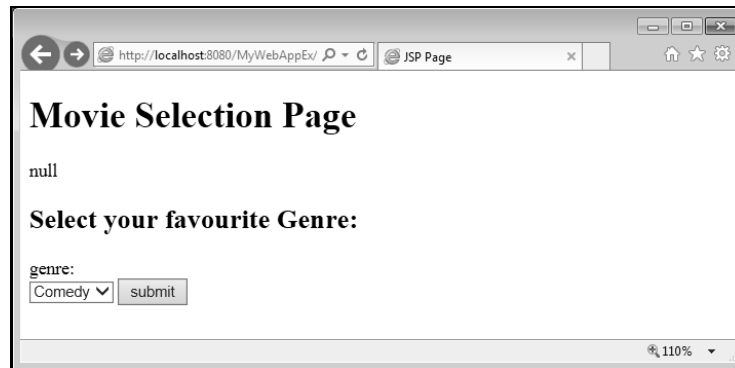 http://localhost:8080/MyWebAppEx/
JSP Page
Movie Selection Page
null
Select your favourite Genre:
genre:
Comedy submit
110%